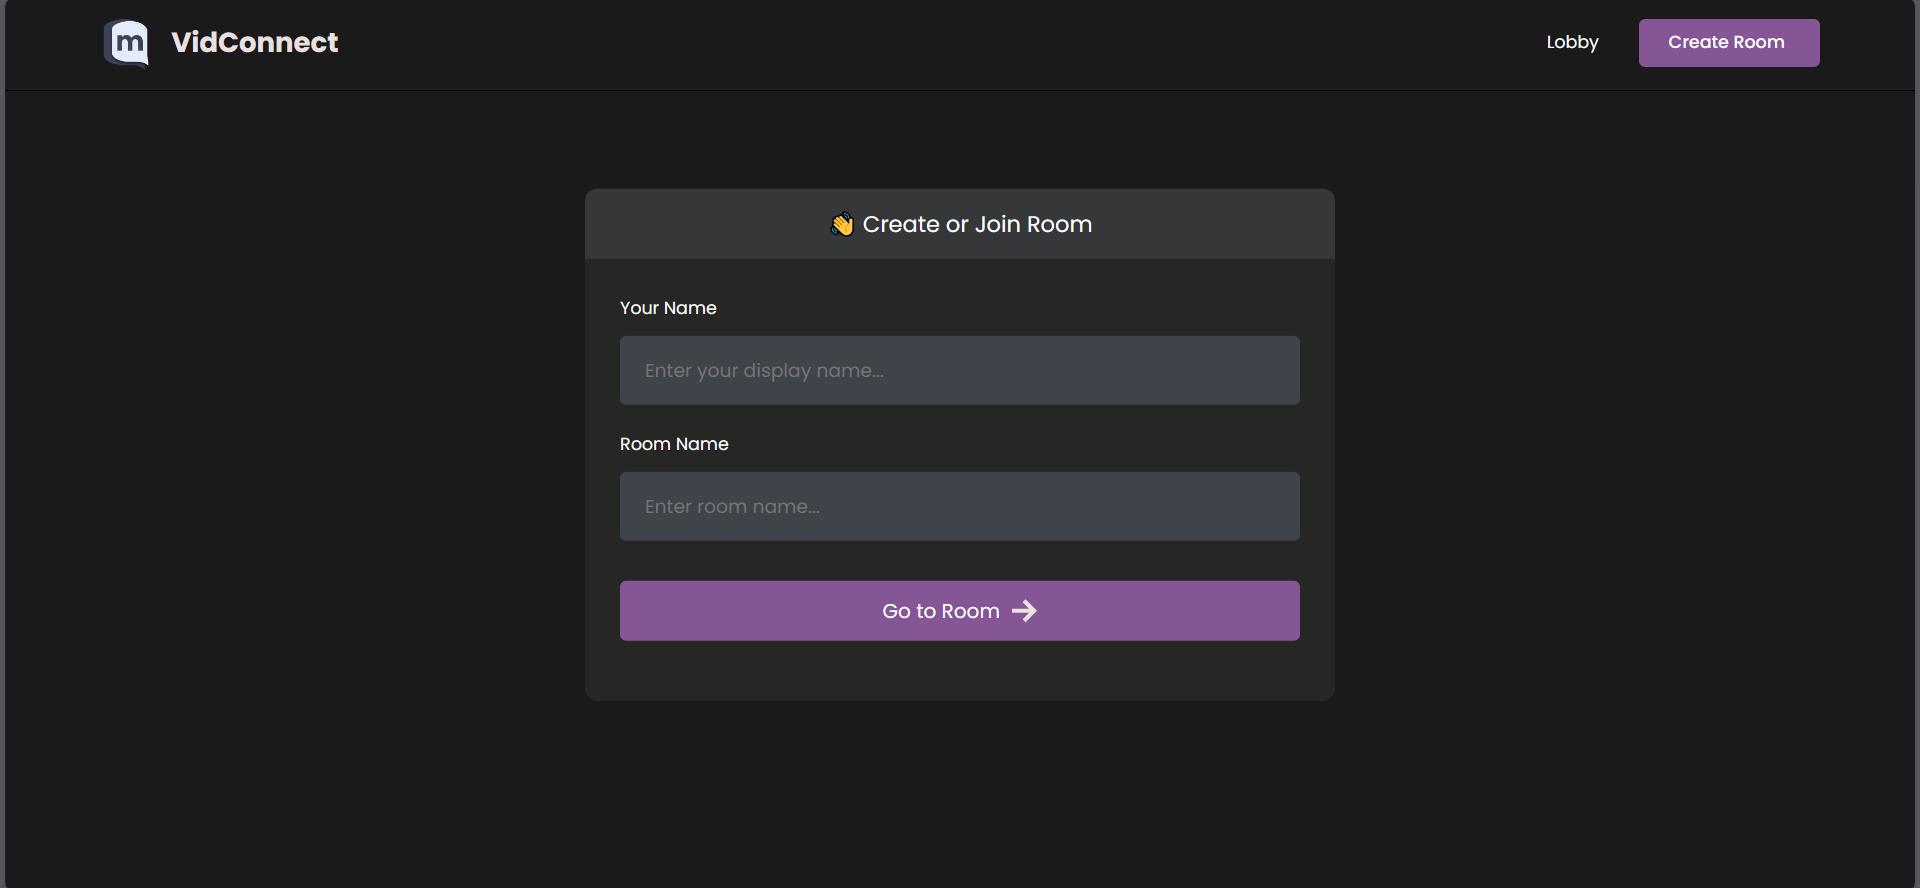 m VidConnect
Lobby
Create Room
👋 Create or Join Room
Your Name
Enter your display name...
Room Name
Enter room name...
Go to Room →